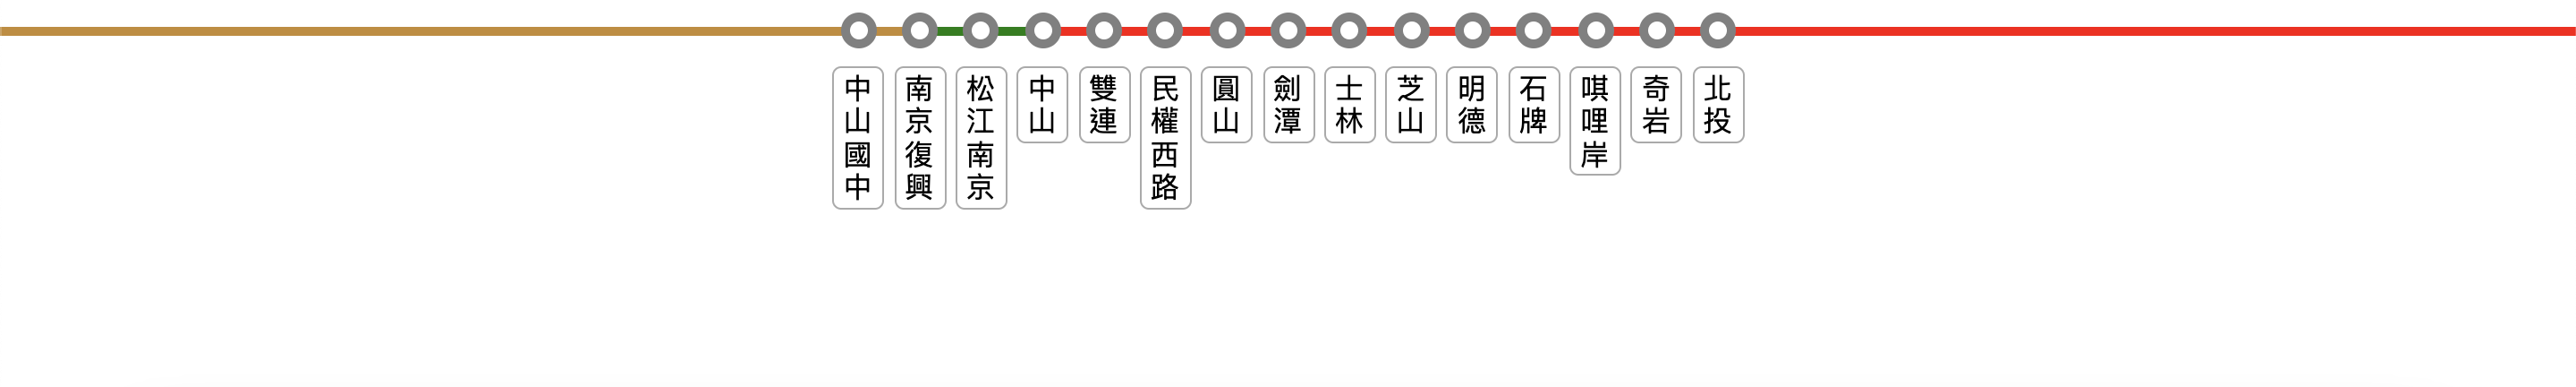 中山國中
南京復興
松江南京
中山
雙連
民權西路
圓山
劍潭
士林
芝山
明德
石牌
唭哩岸
奇岩
北投